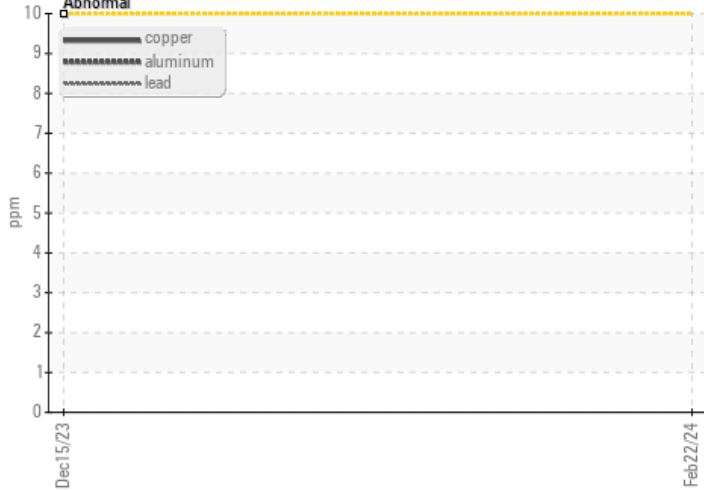 Abnormal
10
copper
9
aluminum
lead
8
7
6
ppm
5
4
3
2
1
0
Dec15/23
Feb22/24